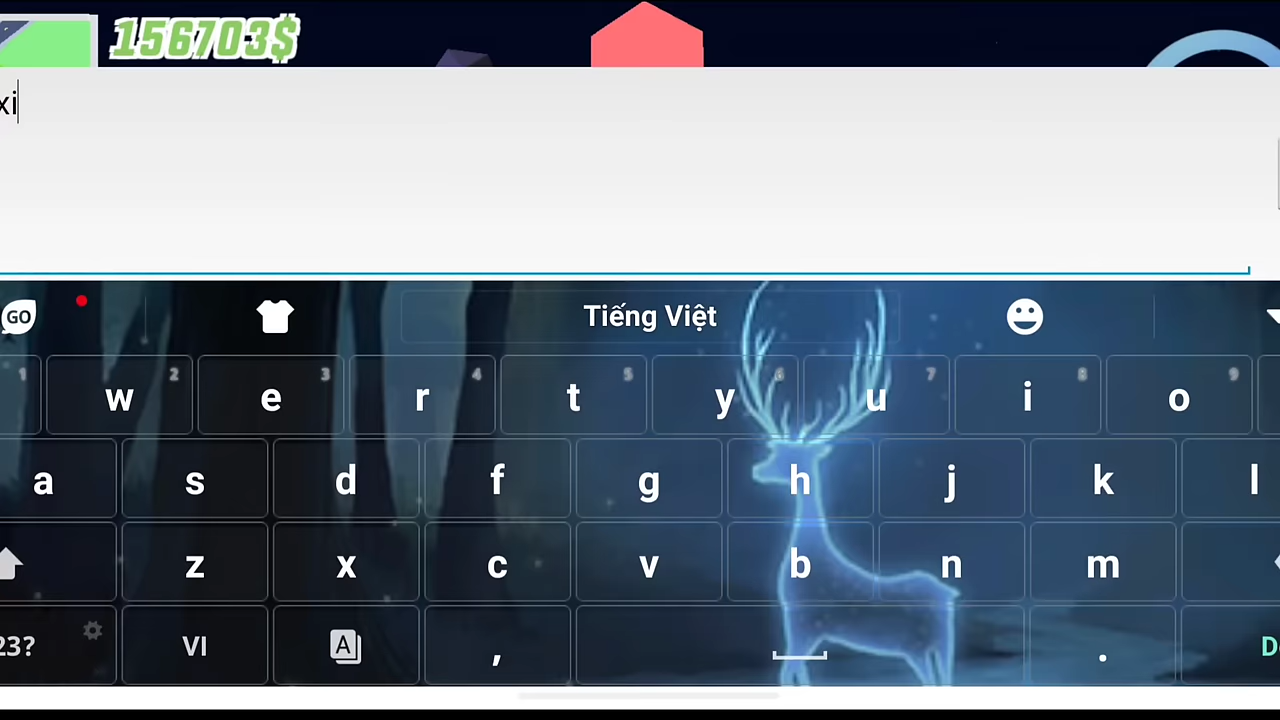 156703$
xi
GO
Tiếng Việt
1 2 3 4 5 6 7 8 9
w e r t y u i o
a s d f g h j k l
z x c v b n m
23? VI A , . D